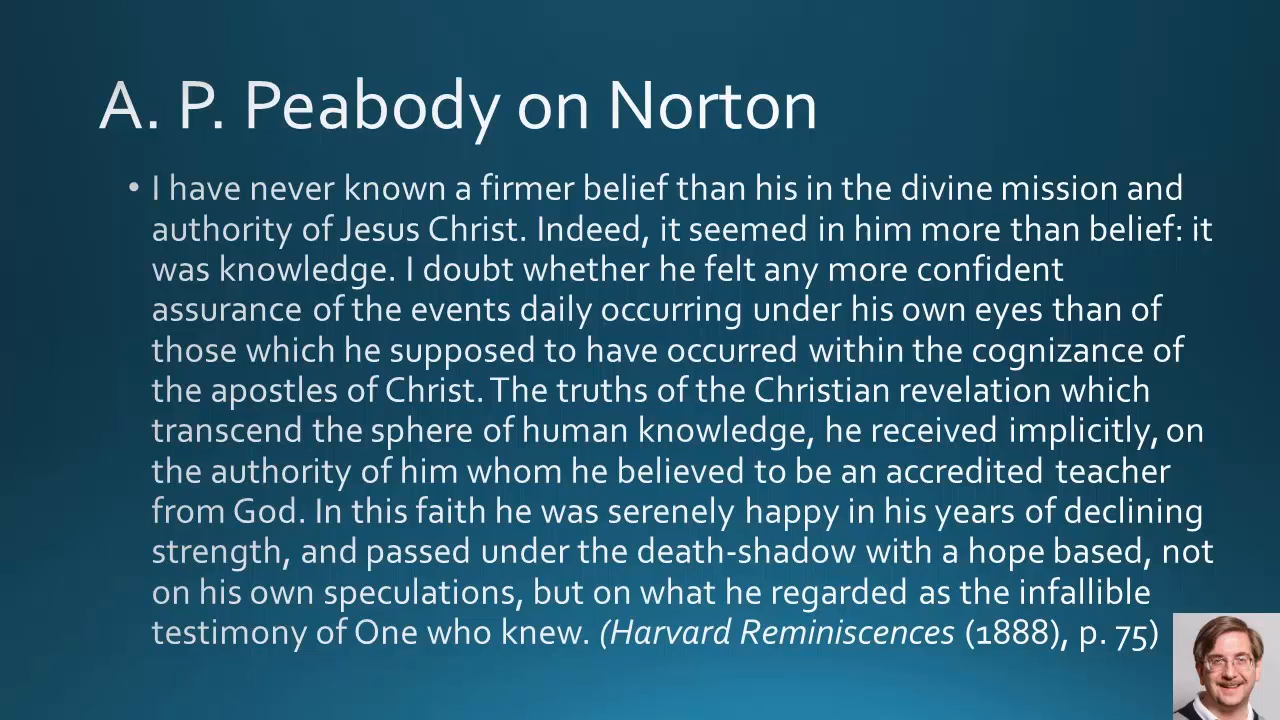 A. P. Peabody on Norton
• I have never known a firmer belief than his in the divine mission and
authority of Jesus Christ. Indeed, it seemed in him more than belief: it
was knowledge. I doubt whether he felt any more confident
assurance of the events daily occurring under his own eyes than of
those which he supposed to have occurred within the cognizance of
the apostles of Christ. The truths of the Christian revelation which
transcend the sphere of human knowledge, he received implicitly, on
the authority of him whom he believed to be an accredited teacher
from God. In this faith he was serenely happy in his years of declining
strength, and passed under the death-shadow with a hope based, not
on his own speculations, but on what he regarded as the infallible
testimony of One who knew. (Harvard Reminiscences (1888), p. 75)